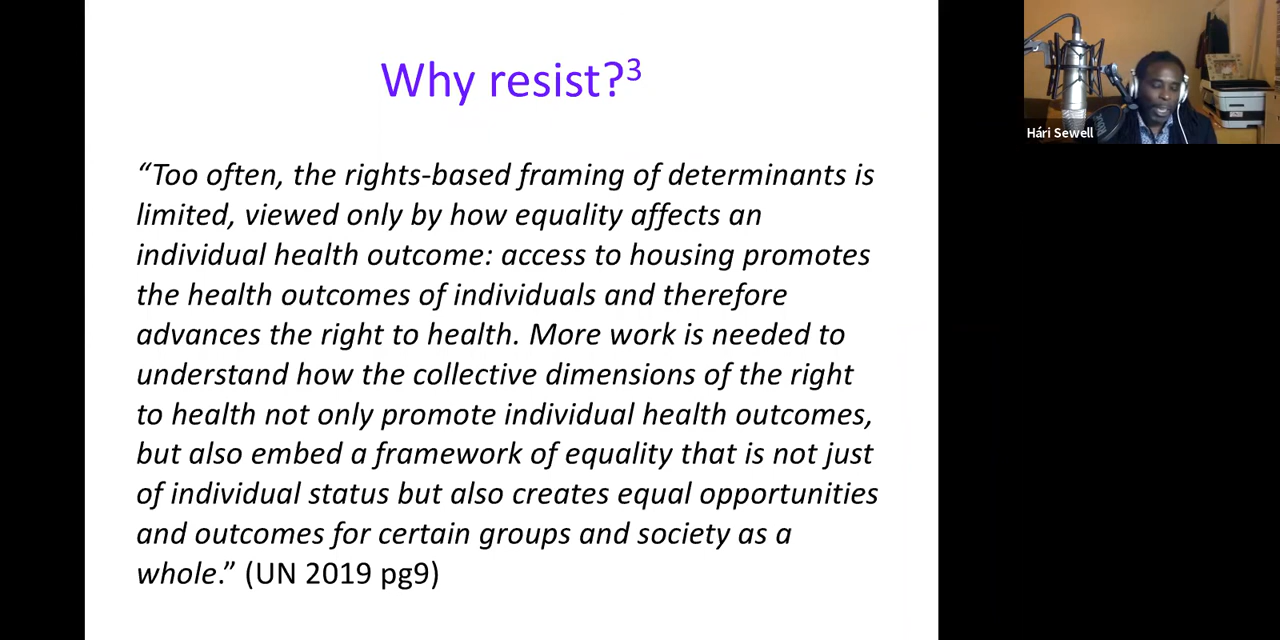 Why resist?³
“Too often, the rights-based framing of determinants is
limited, viewed only by how equality affects an
individual health outcome: access to housing promotes
the health outcomes of individuals and therefore
advances the right to health. More work is needed to
understand how the collective dimensions of the right
to health not only promote individual health outcomes,
but also embed a framework of equality that is not just
of individual status but also creates equal opportunities
and outcomes for certain groups and society as a
whole.” (UN 2019 pg9)
Hári Sewell